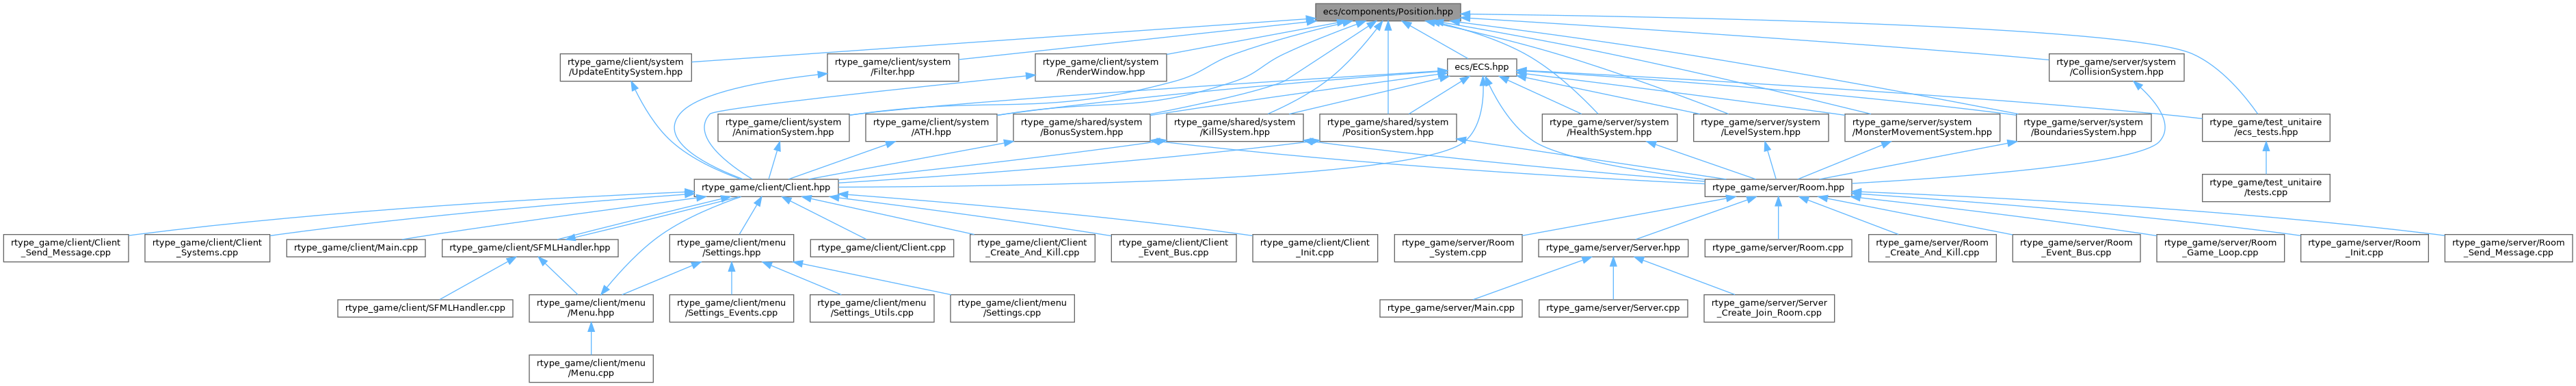 ecs/components/Position.hpp
rtype_game/client/system
/UpdateEntitySystem.hpp
rtype_game/client/system
/Filter.hpp
rtype_game/client/system
/RenderWindow.hpp
ecs/ECS.hpp
rtype_game/server/system
/CollisionSystem.hpp
rtype_game/client/system
/AnimationSystem.hpp
rtype_game/client/system
/ATH.hpp
rtype_game/shared/system
/BonusSystem.hpp
rtype_game/shared/system
/KillSystem.hpp
rtype_game/shared/system
/PositionSystem.hpp
rtype_game/server/system
/HealthSystem.hpp
rtype_game/server/system
/LevelSystem.hpp
rtype_game/server/system
/MonsterMovementSystem.hpp
rtype_game/server/system
/BoundariesSystem.hpp
rtype_game/test_unitaire
/ecs_tests.hpp
rtype_game/client/Client.hpp
rtype_game/server/Room.hpp
rtype_game/test_unitaire
/tests.cpp
rtype_game/client/Client
_Send_Message.cpp
rtype_game/client/Client
_Systems.cpp
rtype_game/client/Main.cpp
rtype_game/client/SFMLHandler.hpp
rtype_game/client/menu
/Settings.hpp
rtype_game/client/Client.cpp
rtype_game/client/Client
_Create_And_Kill.cpp
rtype_game/client/Client
_Event_Bus.cpp
rtype_game/client/Client
_Init.cpp
rtype_game/server/Room
_System.cpp
rtype_game/server/Server.hpp
rtype_game/server/Room.cpp
rtype_game/server/Room
_Create_And_Kill.cpp
rtype_game/server/Room
_Event_Bus.cpp
rtype_game/server/Room
_Game_Loop.cpp
rtype_game/server/Room
_Init.cpp
rtype_game/server/Room
_Send_Message.cpp
rtype_game/client/SFMLHandler.cpp
rtype_game/client/menu
/Menu.hpp
rtype_game/client/menu
/Settings_Events.cpp
rtype_game/client/menu
/Settings_Utils.cpp
rtype_game/client/menu
/Settings.cpp
rtype_game/server/Main.cpp
rtype_game/server/Server.cpp
rtype_game/server/Server
_Create_Join_Room.cpp
rtype_game/client/menu
/Menu.cpp